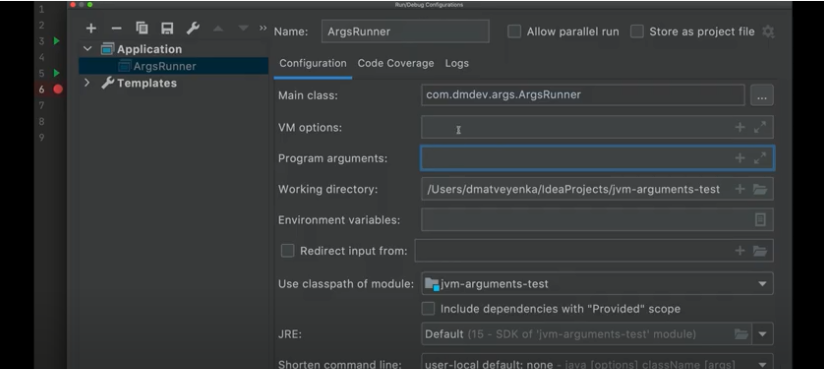 Run/Debug Configurations
1
2
3
4
5
6
7
8
9
Application
ArgsRunner
Templates
Name: ArgsRunner
Allow parallel run
Store as project file
Configuration Code Coverage Logs
Main class: com.dmdev.args.ArgsRunner ...
VM options:
Program arguments:
Working directory: /Users/dmatveyenka/IdeaProjects/jvm-arguments-test
Environment variables:
Redirect input from:
Use classpath of module: jvm-arguments-test
Include dependencies with "Provided" scope
JRE: Default (15 - SDK of 'jvm-arguments-test' module)
Shorten command line: user-local default: none - java [options] className [args]